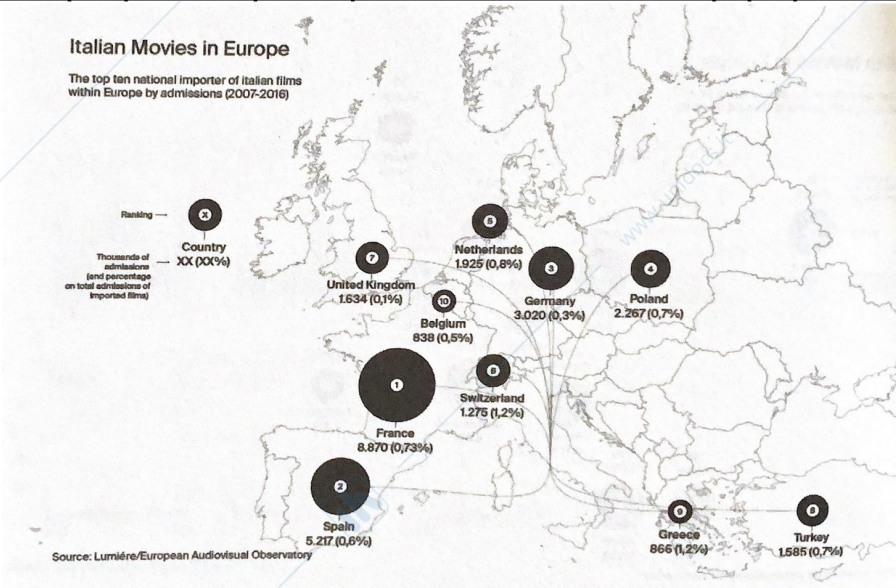 Italian Movies in Europe
The top ten national importer of italian films
within Europe by admissions (2007-2016)
Ranking
X
Country
XX (XX%)
Thousands of
admissions
(and percentage
on total admissions of
imported films)
5
Netherlands
1.925 (0,8%)
7
United Kingdom
1.634 (0,1%)
3
Germany
3.020 (0,3%)
4
Poland
2.267 (0,7%)
10
Belgium
838 (0,5%)
1
France
8.870 (0,73%)
Switzerland
1.275 (1,2%)
2
Spain
5.217 (0,6%)
9
Greece
866 (1,2%)
Turkey
1.585 (0,7%)
Source: Lumiére/European Audiovisual Observatory